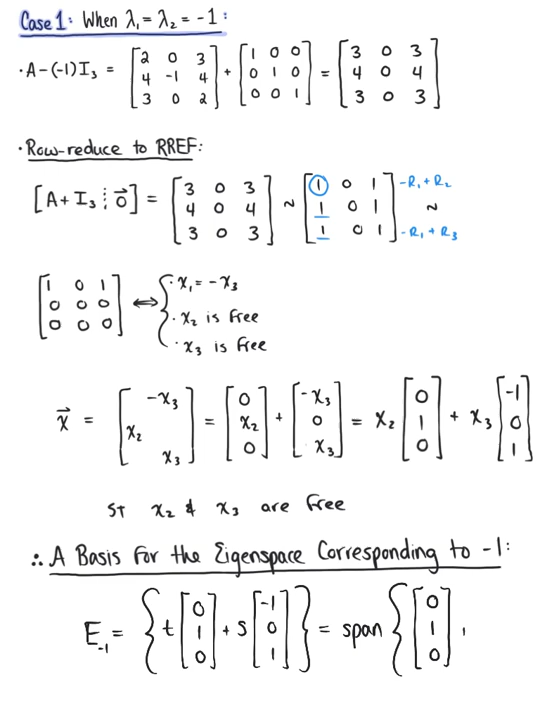 Case 1: When λ₁ = λ₂ = -1:
· A-(-1)I₃ = [2 0 3; 4 -1 4; 3 0 2] + [1 0 0; 0 1 0; 0 0 1] = [3 0 3; 4 0 4; 3 0 3]
· Row-reduce to RREF:
[A + I₃ ⋮ 0⃗] = [3 0 3; 4 0 4; 3 0 3] ~ [1 0 1; 1 0 1; 1 0 1] -R₁ + R₂ ~ -R₁ + R₃
[1 0 1; 0 0 0; 0 0 0] ⟺ { · x₁ = -x₃
· x₂ is free
· x₃ is free
x⃗ = [-x₃; x₂; x₃] = [0; x₂; 0] + [-x₃; 0; x₃] = x₂ [0; 1; 0] + x₃ [-1; 0; 1]
st x₂ & x₃ are free
∴ A Basis for the Eigenspace Corresponding to -1:
E₋₁ = { t [0; 1; 0] + s [-1; 0; 1] } = span { [0; 1; 0] ,